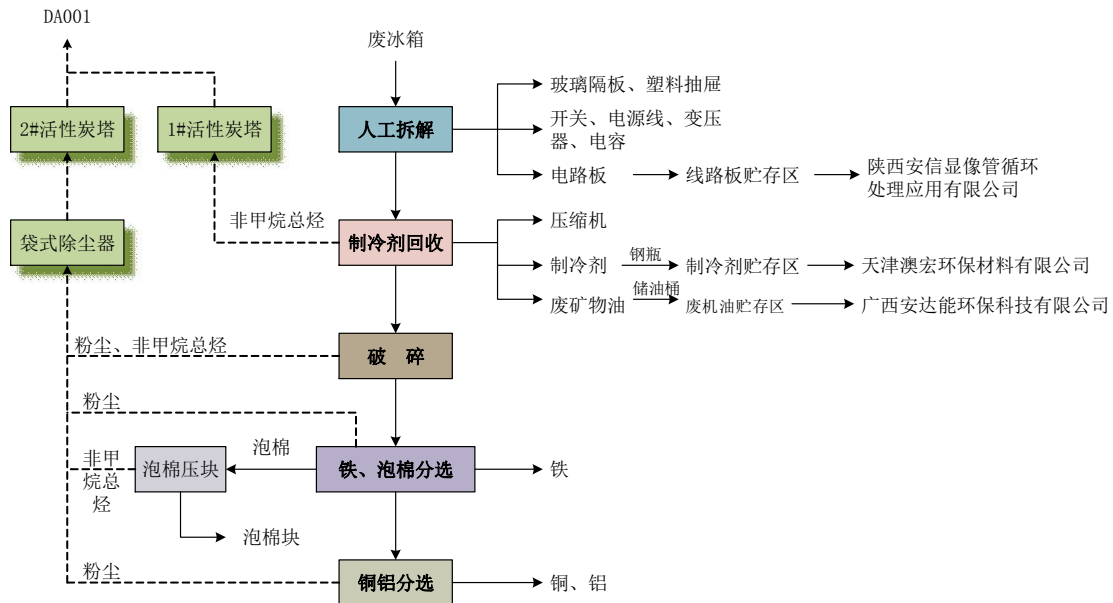 DA001
废冰箱
2#活性炭塔
1#活性炭塔
人工拆解
玻璃隔板、塑料抽屉
开关、电源线、变压
器、电容
电路板
线路板贮存区
陕西安信显像管循环
处理应用有限公司
袋式除尘器
非甲烷总烃
制冷剂回收
压缩机
制冷剂
钢瓶
制冷剂贮存区
天津澳宏环保材料有限公司
废矿物油
储油桶
废机油贮存区
广西安达能环保科技有限公司
粉尘、非甲烷总烃
破 碎
粉尘
非甲
烷总
烃
泡棉压块
泡棉
铁、泡棉分选
铁
泡棉块
粉尘
铜铝分选
铜、铝